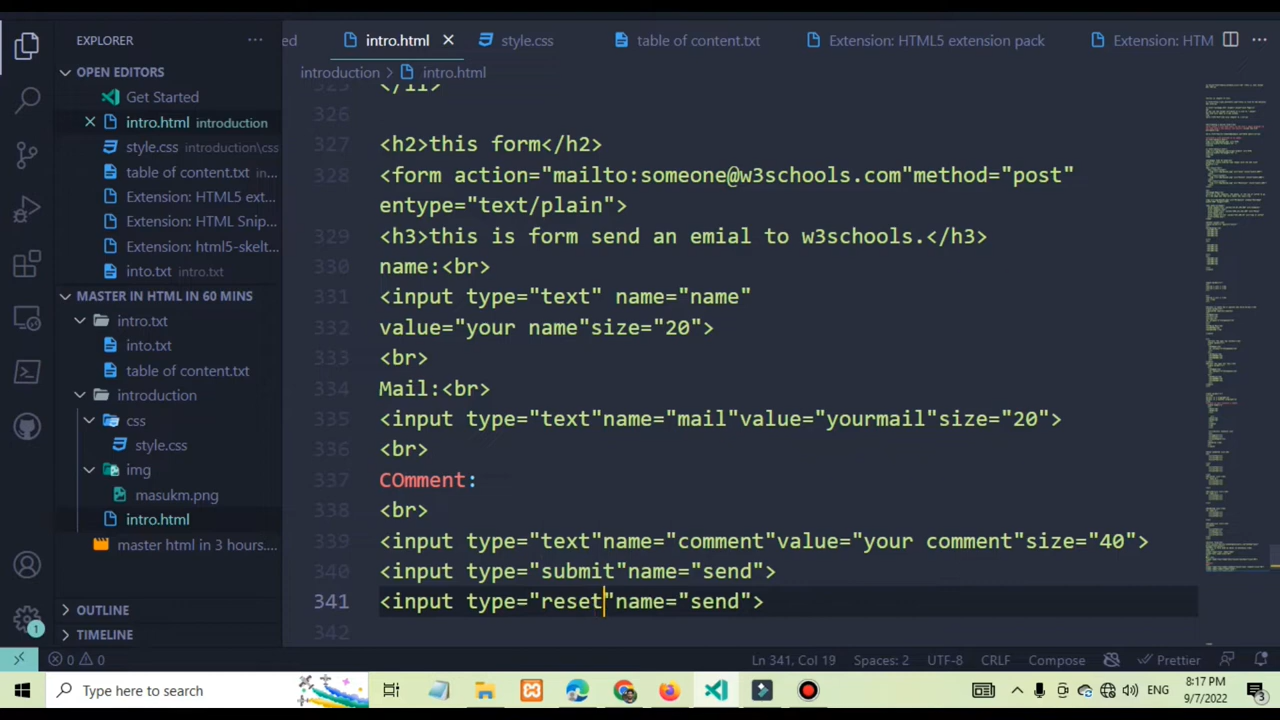 EXPLORER
ed
intro.html
style.css
table of content.txt
Extension: HTML5 extension pack
Extension: HTM
OPEN EDITORS
introduction > intro.html
Get Started
intro.html introduction
style.css introduction\css
table of content.txt in...
Extension: HTML5 ext...
Extension: HTML Snip...
Extension: html5-skelt...
into.txt intro.txt
MASTER IN HTML IN 60 MINS
intro.txt
into.txt
table of content.txt
introduction
css
style.css
img
masukm.png
intro.html
master html in 3 hours....
OUTLINE
TIMELINE
325 </li>
326
327 <h2>this form</h2>
328 <form action="mailto:someone@w3schools.com"method="post"
entype="text/plain">
329 <h3>this is form send an emial to w3schools.</h3>
330 name:<br>
331 <input type="text" name="name"
332 value="your name"size="20">
333 <br>
334 Mail:<br>
335 <input type="text"name="mail"value="yourmail"size="20">
336 <br>
337 COmment:
338 <br>
339 <input type="text"name="comment"value="your comment"size="40">
340 <input type="submit"name="send">
341 <input type="reset"name="send">
342
1
0 0
Ln 341, Col 19
Spaces: 2
UTF-8
CRLF
Compose
Prettier
Type here to search
ENG
8:17 PM
9/7/2022
3